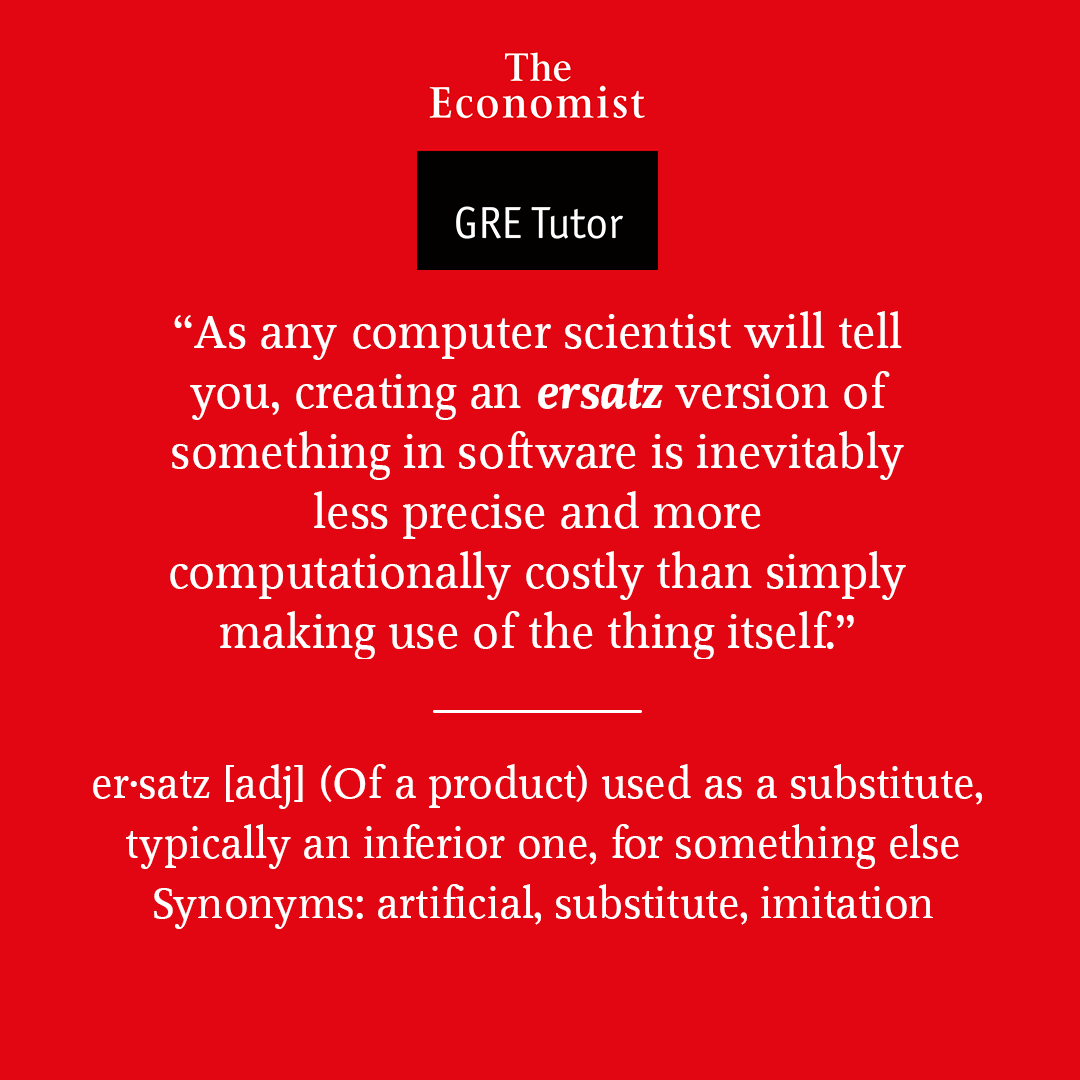 The
Economist
GRE Tutor
“As any computer scientist will tell
you, creating an ersatz version of
something in software is inevitably
less precise and more
computationally costly than simply
making use of the thing itself.”
er·satz [adj] (Of a product) used as a substitute,
typically an inferior one, for something else
Synonyms: artificial, substitute, imitation